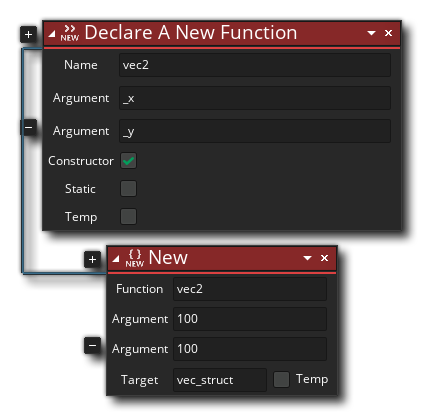 NEW Declare A New Function
Name vec2
Argument _x
Argument _y
Constructor
Static
Temp
{ } NEW New
Function vec2
Argument 100
Argument 100
Target vec_struct Temp